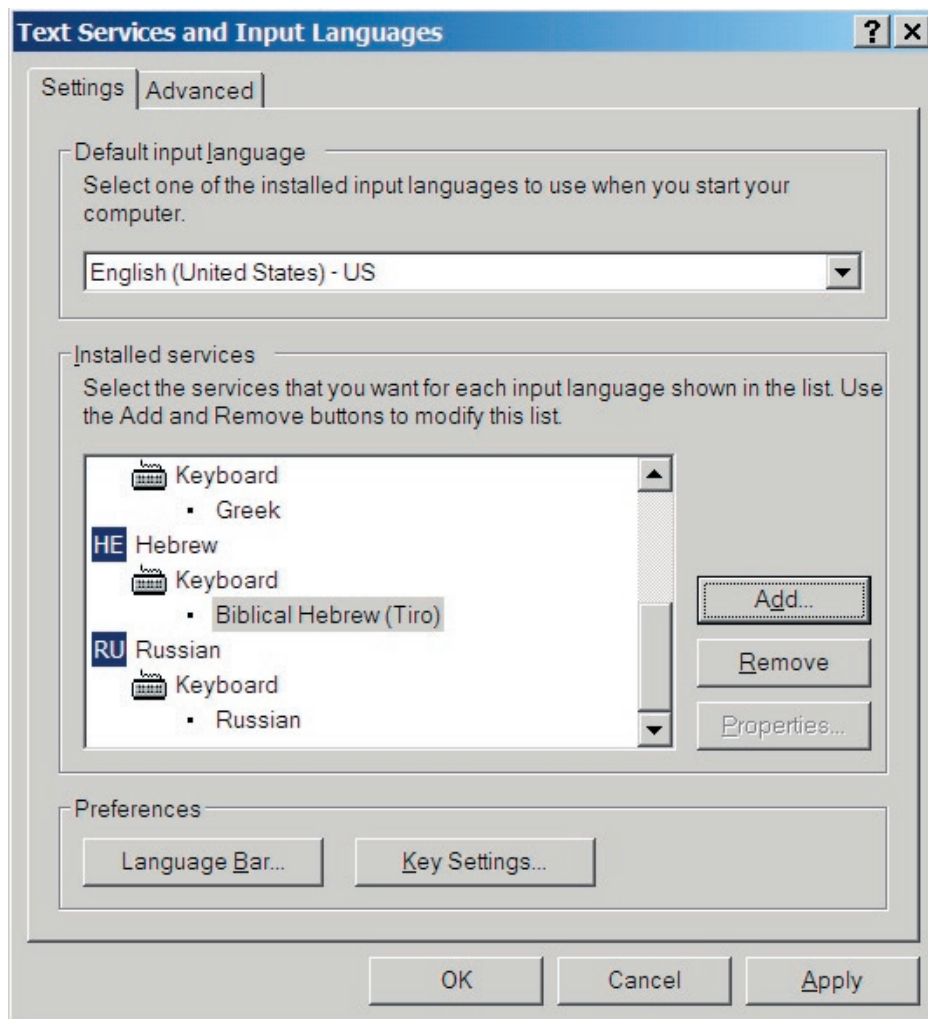 Text Services and Input Languages
Settings
Advanced
Default input language
Select one of the installed input languages to use when you start your
computer.
English (United States) - US
Installed services
Select the services that you want for each input language shown in the list. Use
the Add and Remove buttons to modify this list.
Keyboard
Greek
HE Hebrew
Keyboard
Biblical Hebrew (Tiro)
RU Russian
Keyboard
Russian
Add...
Remove
Properties...
Preferences
Language Bar...
Key Settings...
OK
Cancel
Apply